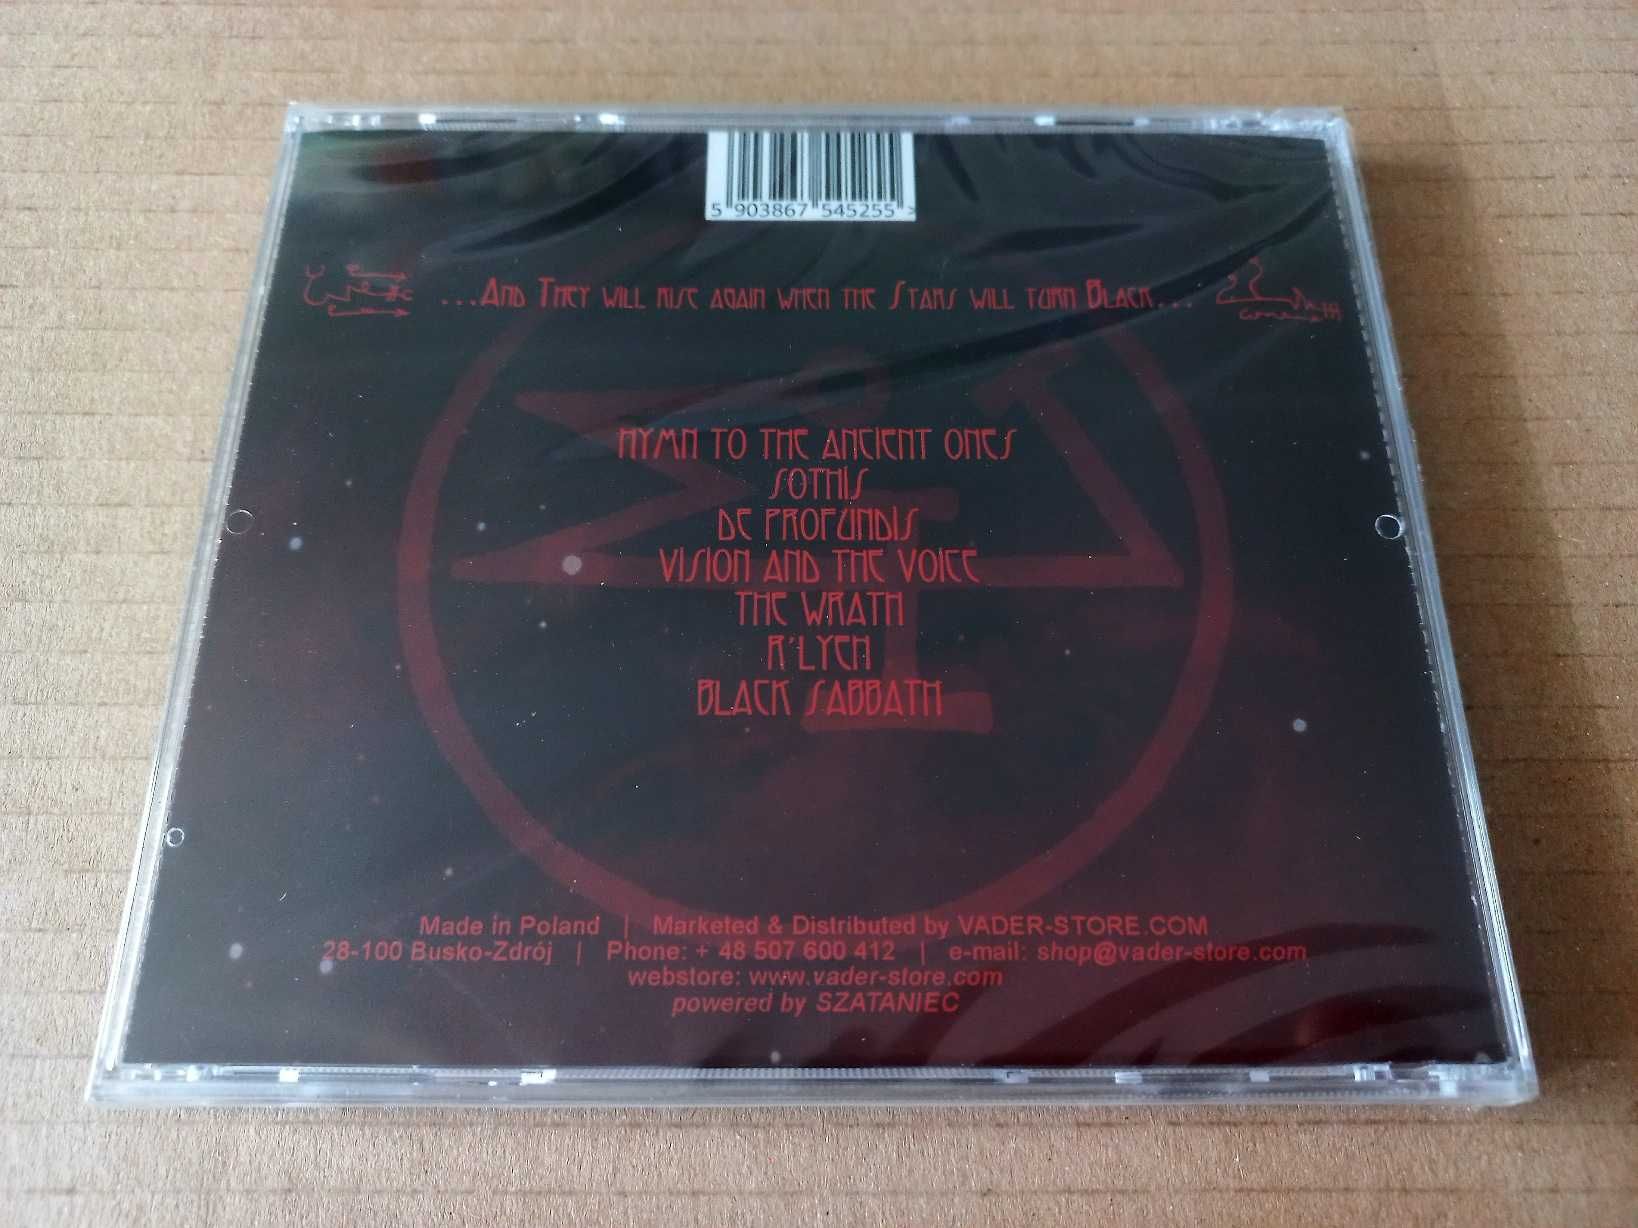 5 903867 545255 >
...And They will rise again when the Stars will turn Black...
HYMN TO THE ANCIENT ONES
SOTHIS
DE PROFUNDIS
VISION AND THE VOICE
THE WRATH
R'LYEH
BLACK SABBATH
Made in Poland | Marketed & Distributed by VADER-STORE.COM
28-100 Busko-Zdrój | Phone: + 48 507 600 412 | e-mail: shop@vader-store.com
webstore: www.vader-store.com
powered by SZATANIEC